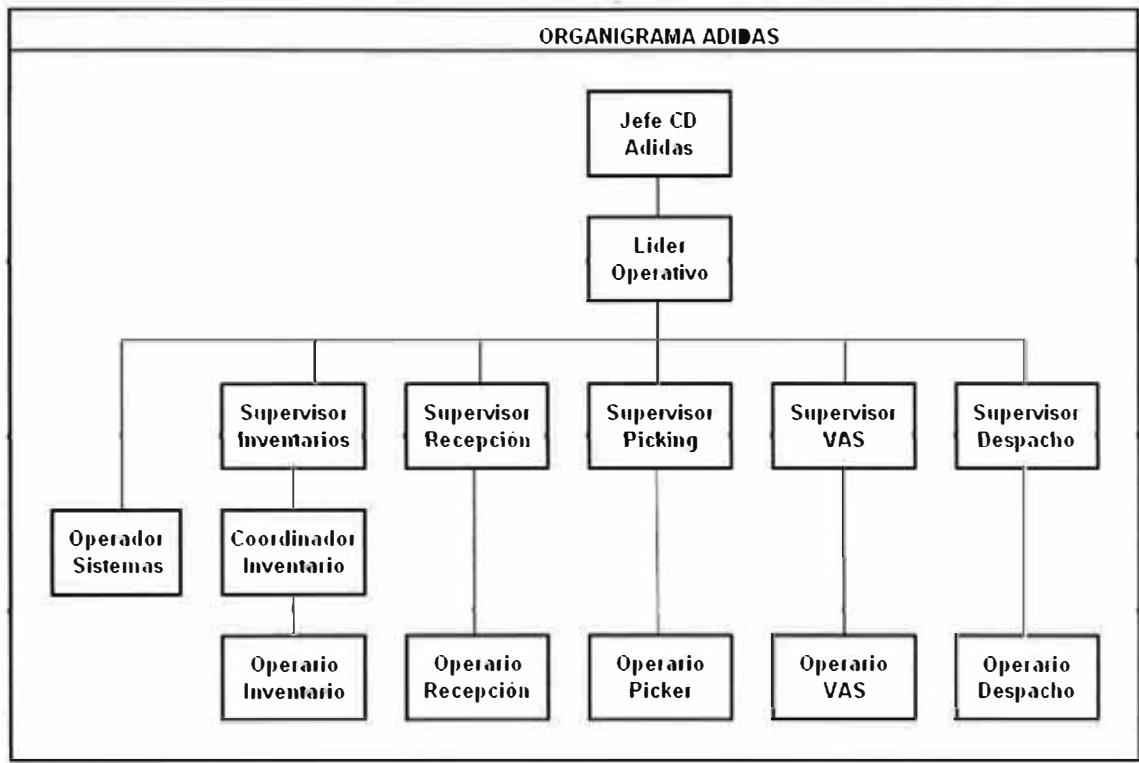 ORGANIGRAMA ADIDAS
Jefe CD
Adidas
Lider
Operativo
Supervisor
Inventarios
Supervisor
Recepción
Supervisor
Picking
Supervisor
VAS
Supervisor
Despacho
Operador
Sistemas
Coordinador
Inventario
Operario
Inventario
Operario
Recepción
Operario
Picker
Operario
VAS
Operario
Despacho